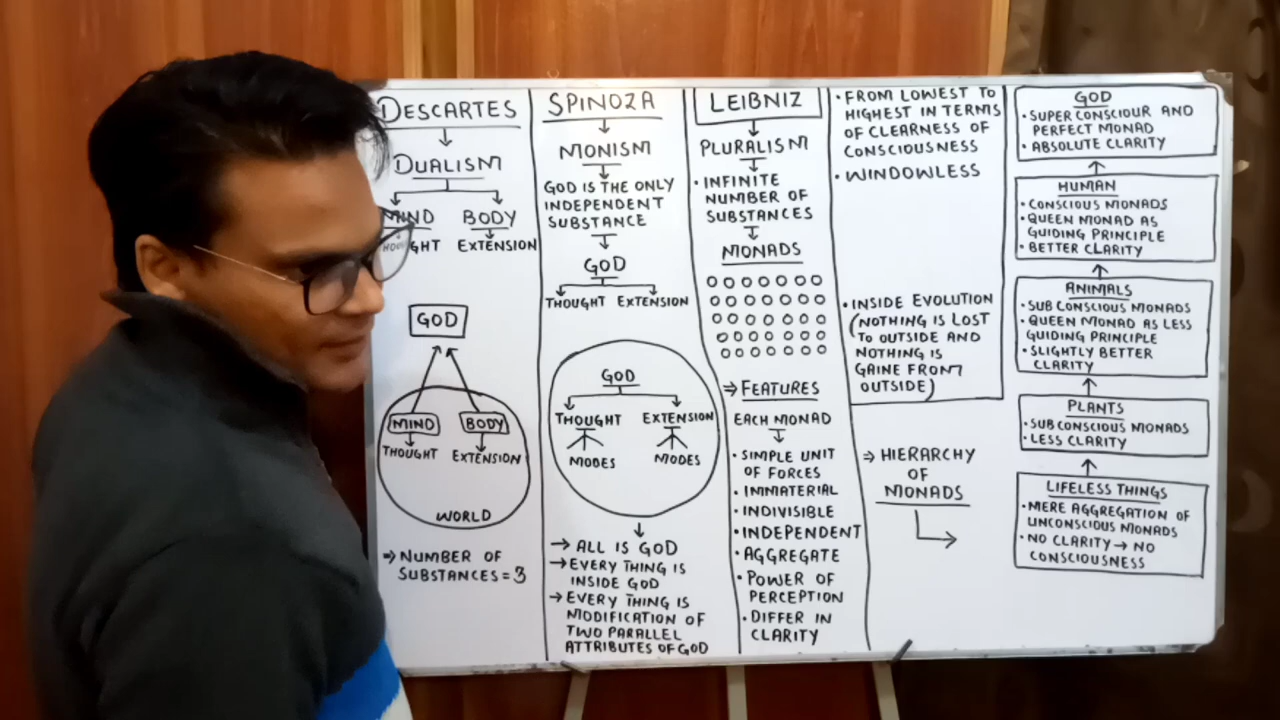 DESCARTES
DUALISM
MIND BODY
THOUGHT EXTENSION
GOD
MIND BODY
THOUGHT EXTENSION
WORLD
⇒ NUMBER OF
SUBSTANCES = 3
SPINOZA
MONISM
GOD IS THE ONLY
INDEPENDENT
SUBSTANCE
GOD
THOUGHT EXTENSION
GOD
THOUGHT EXTENSION
MODES MODES
→ ALL IS GOD
→ EVERY THING IS
INSIDE GOD
→ EVERY THING IS
MODIFICATION OF
TWO PARALLEL
ATTRIBUTES OF GOD
LEIBNIZ
PLURALISM
• INFINITE
NUMBER OF
SUBSTANCES
MONADS
⇒ FEATURES
EACH MONAD
• SIMPLE UNIT
OF FORCES
• IMMATERIAL
• INDIVISIBLE
• INDEPENDENT
• AGGREGATE
• POWER OF
PERCEPTION
• DIFFER IN
CLARITY
• FROM LOWEST TO
HIGHEST IN TERMS
OF CLEARNESS OF
CONSCIOUSNESS
• WINDOWLESS
• INSIDE EVOLUTION
(NOTHING IS LOST
TO OUTSIDE AND
NOTHING IS
GAINE FROM
OUTSIDE)
⇒ HIERARCHY
OF
MONADS
GOD
• SUPER CONSCIOUR AND
PERFECT MONAD
• ABSOLUTE CLARITY
HUMAN
• CONSCIOUS MONADS
• QUEEN MONAD AS
GUIDING PRINCIPLE
• BETTER CLARITY
ANIMALS
• SUB CONSCIOUS MONADS
• QUEEN MONAD AS LESS
GUIDING PRINCIPLE
• SLIGHTLY BETTER
CLARITY
PLANTS
• SUB CONSCIOUS MONADS
• LESS CLARITY
LIFELESS THINGS
• MERE AGGREGATION OF
UNCONSCIOUS MONADS
• NO CLARITY → NO
CONSCIOUSNESS